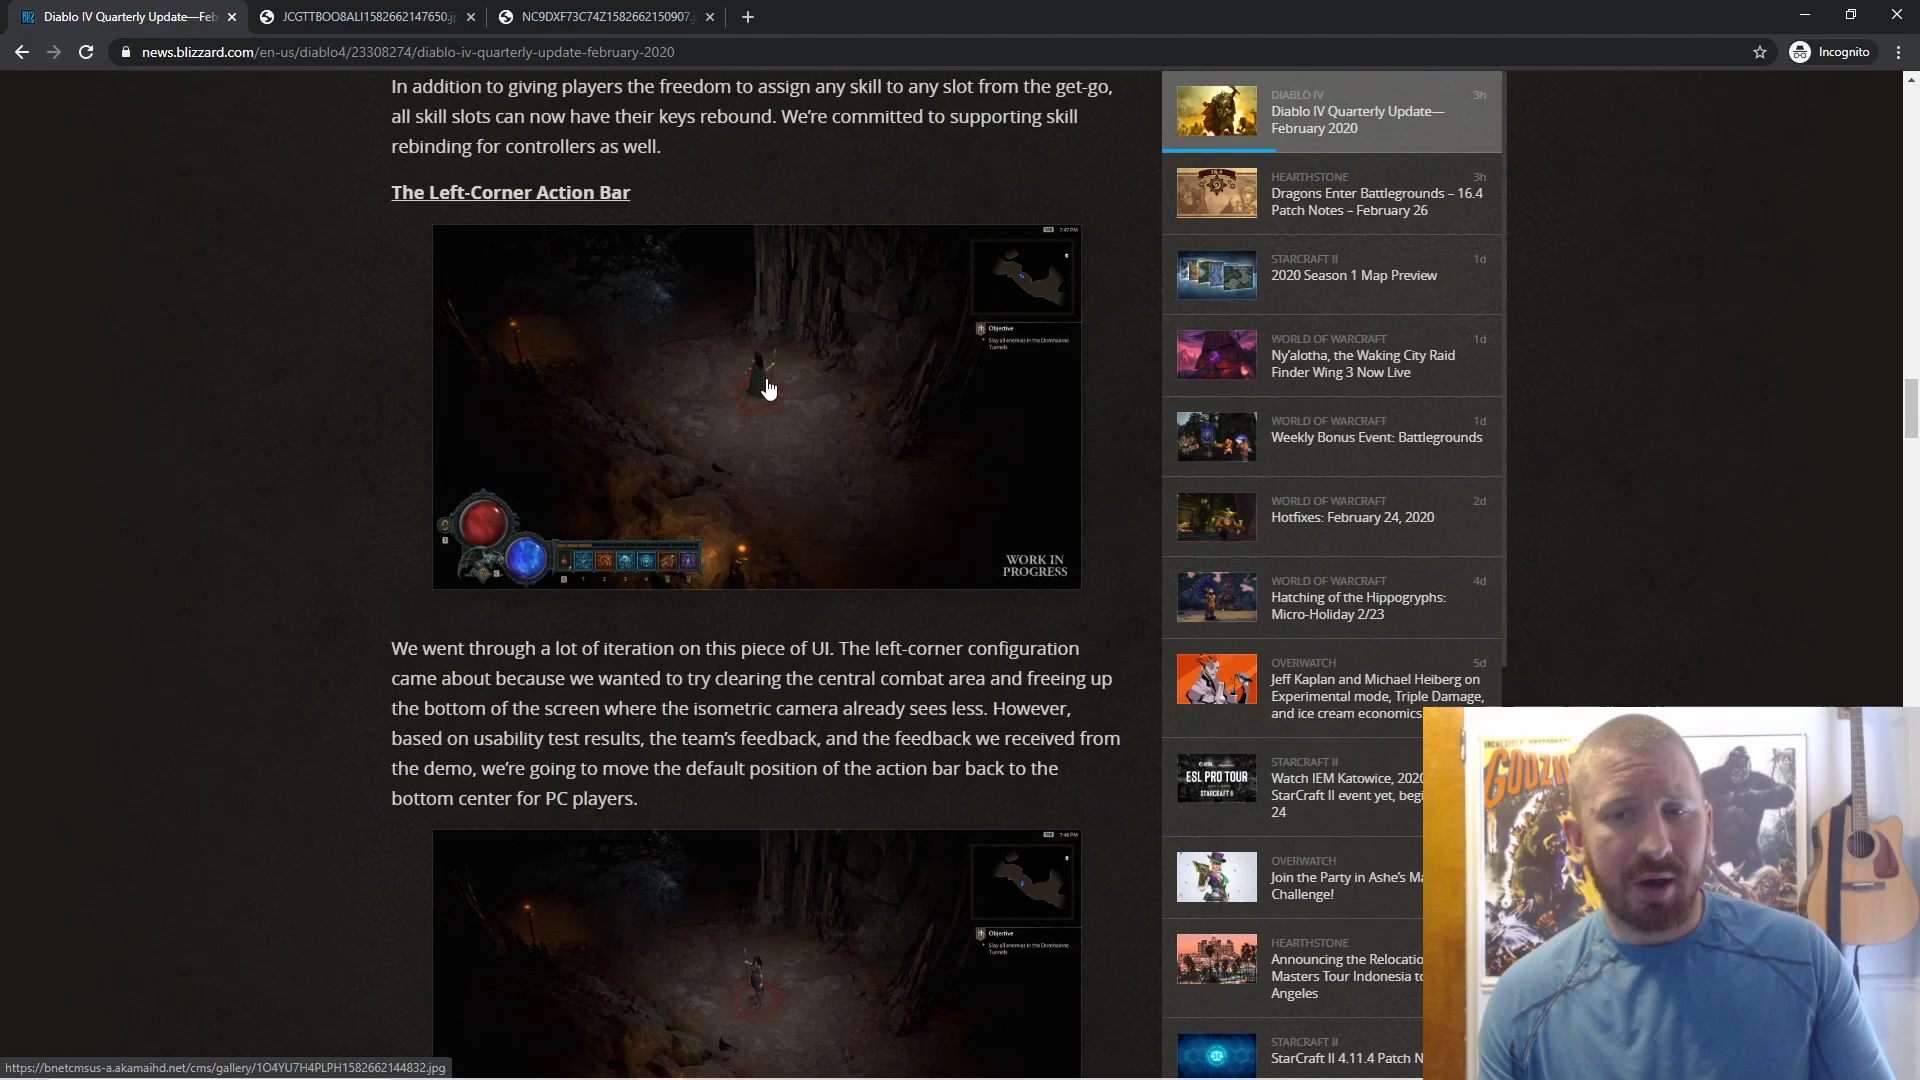 Diablo IV Quarterly Update—Feb
JCGTTBOO8ALI1582662147650.j
NC9DXF73C74Z1582662150907.j
news.blizzard.com/en-us/diablo4/23308274/diablo-iv-quarterly-update-february-2020
Incognito
In addition to giving players the freedom to assign any skill to any slot from the get-go,
all skill slots can now have their keys rebound. We're committed to supporting skill
rebinding for controllers as well.
The Left-Corner Action Bar
7:47 PM
Objective
Slay all enemies in the Domhainne
Tunnels
1 2 3 4
WORK IN
PROGRESS
We went through a lot of iteration on this piece of UI. The left-corner configuration
came about because we wanted to try clearing the central combat area and freeing up
the bottom of the screen where the isometric camera already sees less. However,
based on usability test results, the team's feedback, and the feedback we received from
the demo, we're going to move the default position of the action bar back to the
bottom center for PC players.
7:48 PM
Objective
Slay all enemies in the Domhainne
Tunnels
https://bnetcmsus-a.akamaihd.net/cms/gallery/1O4YU7H4PLPH1582662144832.jpg
DIABLO IV 3h
Diablo IV Quarterly Update—
February 2020
HEARTHSTONE 3h
Dragons Enter Battlegrounds – 16.4
Patch Notes – February 26
STARCRAFT II 1d
2020 Season 1 Map Preview
WORLD OF WARCRAFT 1d
Ny'alotha, the Waking City Raid
Finder Wing 3 Now Live
WORLD OF WARCRAFT 1d
Weekly Bonus Event: Battlegrounds
WORLD OF WARCRAFT 2d
Hotfixes: February 24, 2020
WORLD OF WARCRAFT 4d
Hatching of the Hippogryphs:
Micro-Holiday 2/23
OVERWATCH 5d
Jeff Kaplan and Michael Heiberg on
Experimental mode, Triple Damage,
and ice cream economics
STARCRAFT II
Watch IEM Katowice, 2020
StarCraft II event yet, begi
24
ESL PRO TOUR
STARCRAFT II
OVERWATCH
Join the Party in Ashe's Ma
Challenge!
HEARTHSTONE
Announcing the Relocatio
Masters Tour Indonesia to
Angeles
STARCRAFT II
StarCraft II 4.11.4 Patch N